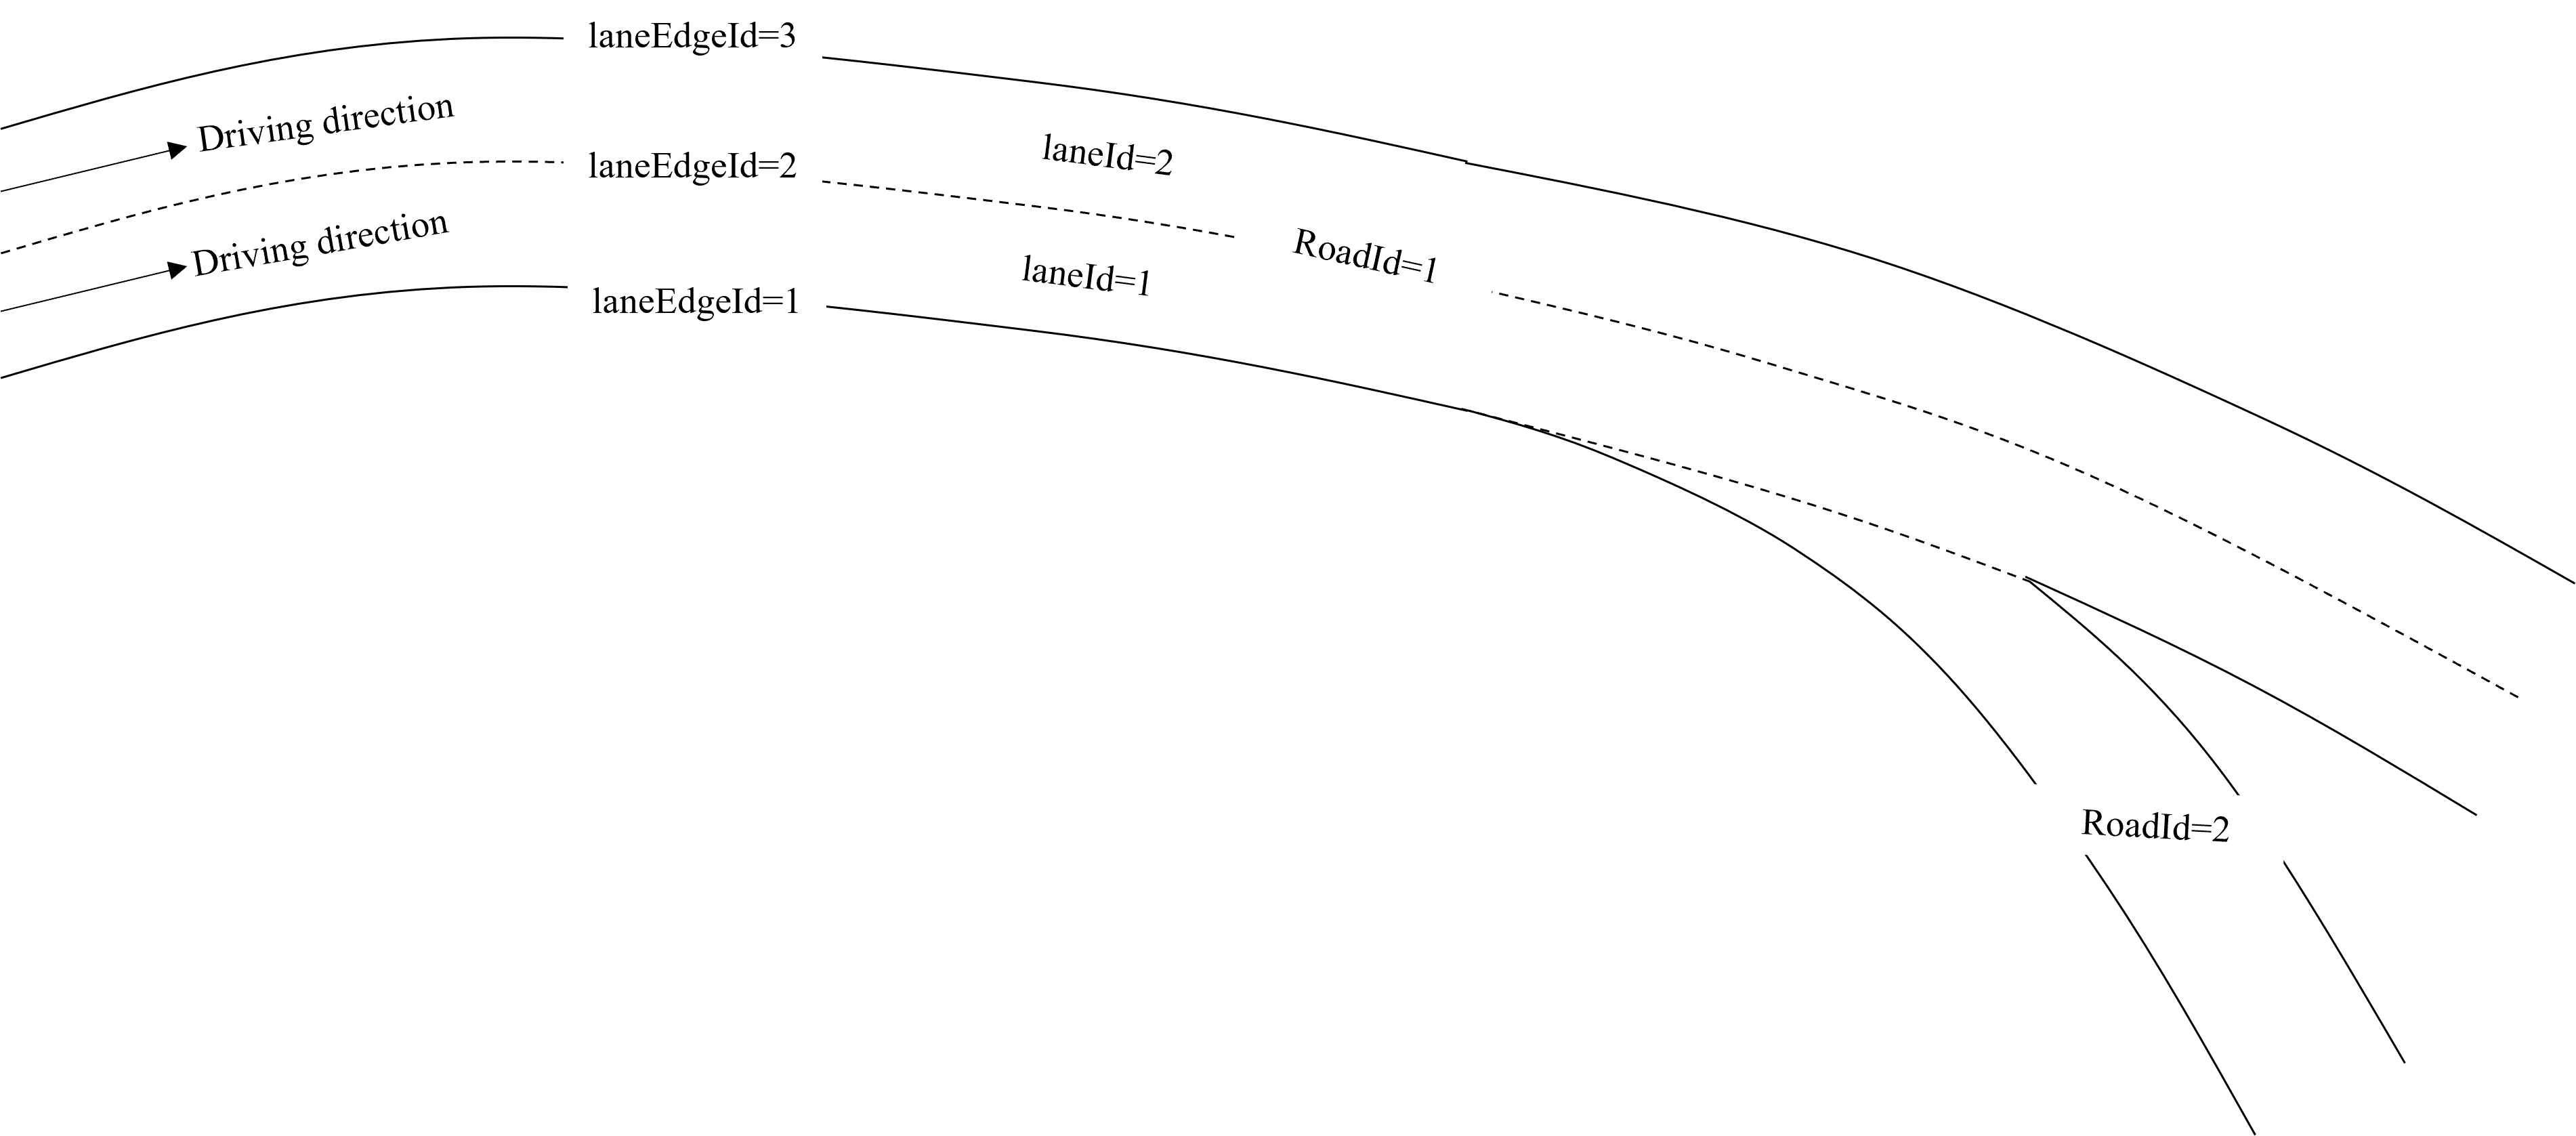 laneEdgeId=3
Driving direction
laneEdgeId=2
laneId=2
Driving direction
RoadId=1
laneId=1
laneEdgeId=1
RoadId=2